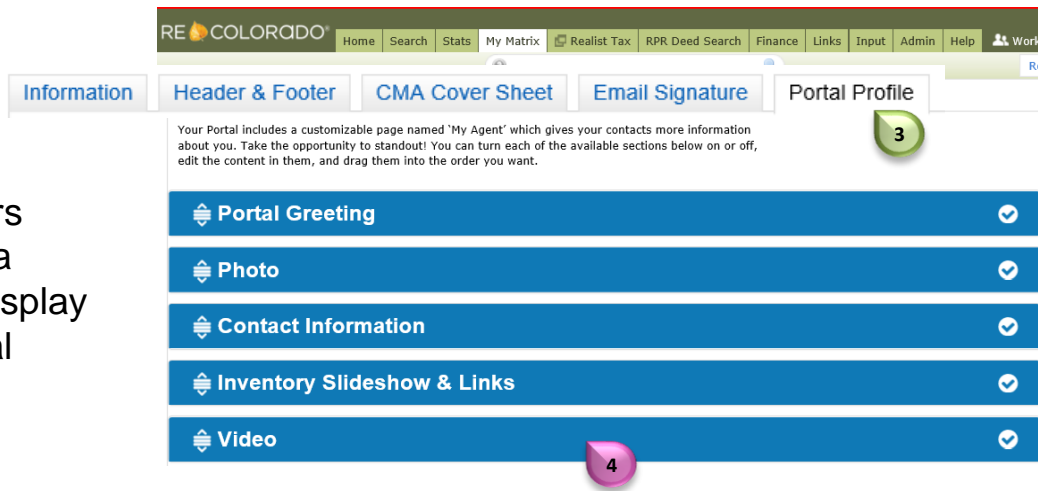 RECOLORADO®
Home Search Stats My Matrix Realist Tax RPR Deed Search Finance Links Input Admin Help Work
Re
Information Header & Footer CMA Cover Sheet Email Signature Portal Profile
3
Your Portal includes a customizable page named 'My Agent' which gives your contacts more information
about you. Take the opportunity to standout! You can turn each of the available sections below on or off,
edit the content in them, and drag them into the order you want.
rs
a
splay
al
Portal Greeting
Photo
Contact Information
Inventory Slideshow & Links
Video
4